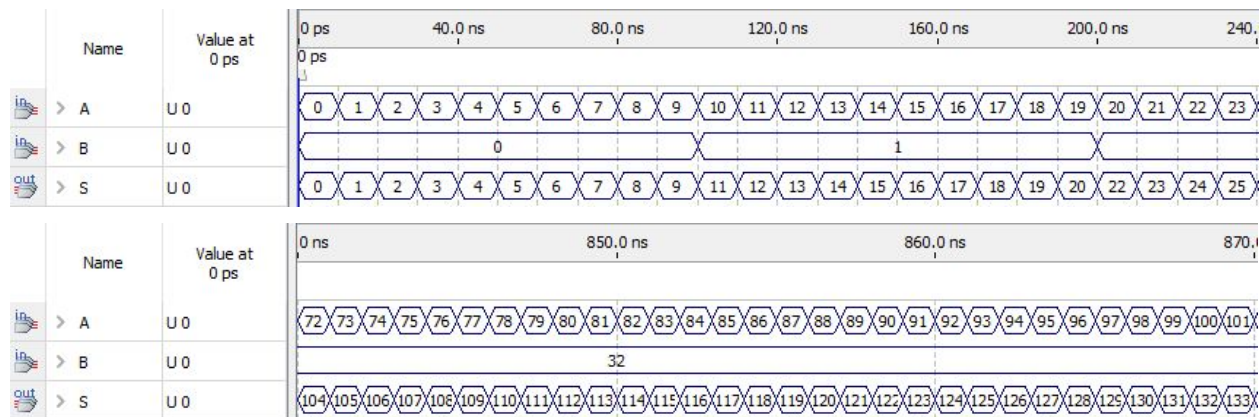 Name Value at 0 ps
0 ps 40.0 ns 80.0 ns 120.0 ns 160.0 ns 200.0 ns 240.
0 ps
in > A U 0 0 1 2 3 4 5 6 7 8 9 10 11 12 13 14 15 16 17 18 19 20 21 22 23
in > B U 0 0 1
out > S U 0 0 1 2 3 4 5 6 7 8 9 11 12 13 14 15 16 17 18 19 20 22 23 24 25
Name Value at 0 ps
0 ns 850.0 ns 860.0 ns 870.
in > A U 0 72 73 74 75 76 77 78 79 80 81 82 83 84 85 86 87 88 89 90 91 92 93 94 95 96 97 98 99 100 101
in > B U 0 32
out > S U 0 104 105 106 107 108 109 110 111 112 113 114 115 116 117 118 119 120 121 122 123 124 125 126 127 128 129 130 131 132 133